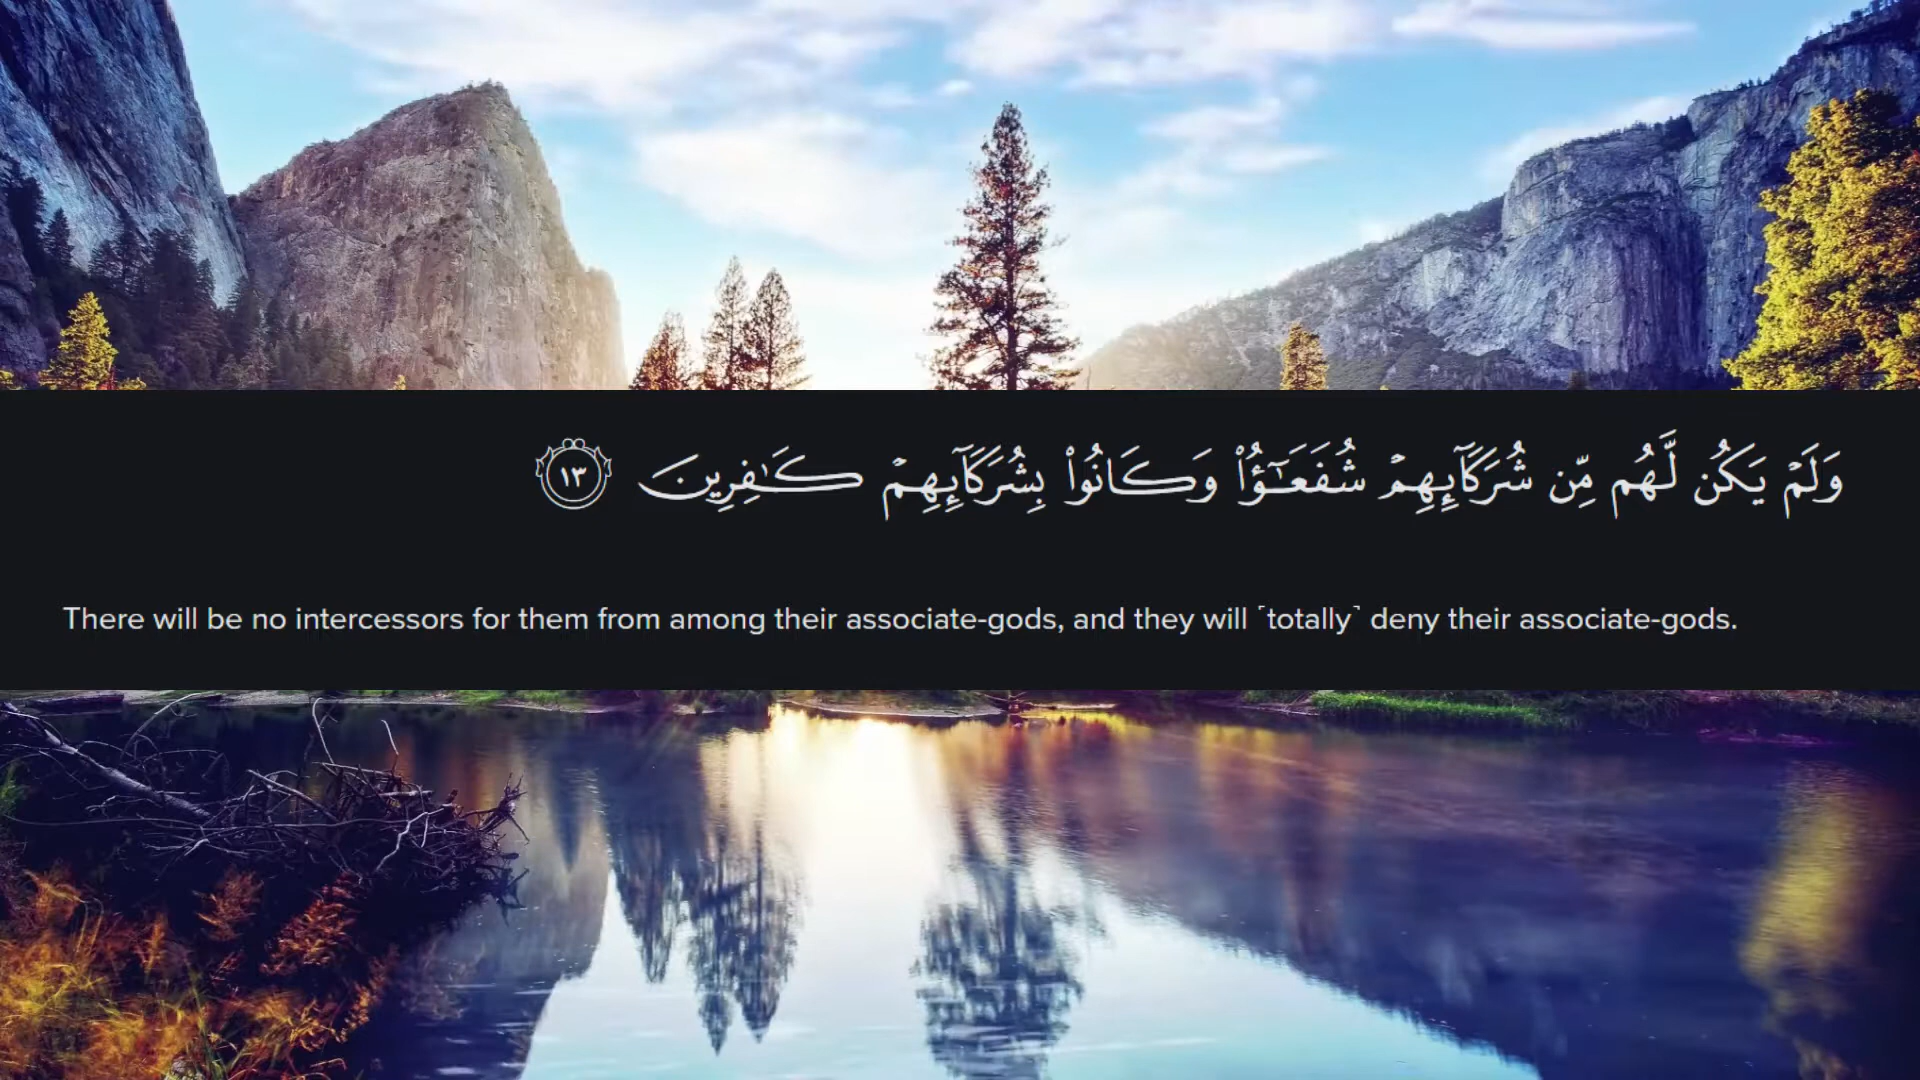 وَلَمْ يَكُن لَّهُم مِّن شُرَكَآئِهِمْ شُفَعَـٰٓؤُا۟ وَكَانُوا۟ بِشُرَكَآئِهِمْ كَـٰفِرِينَ ١٣
There will be no intercessors for them from among their associate-gods, and they will ˹totally˺ deny their associate-gods.